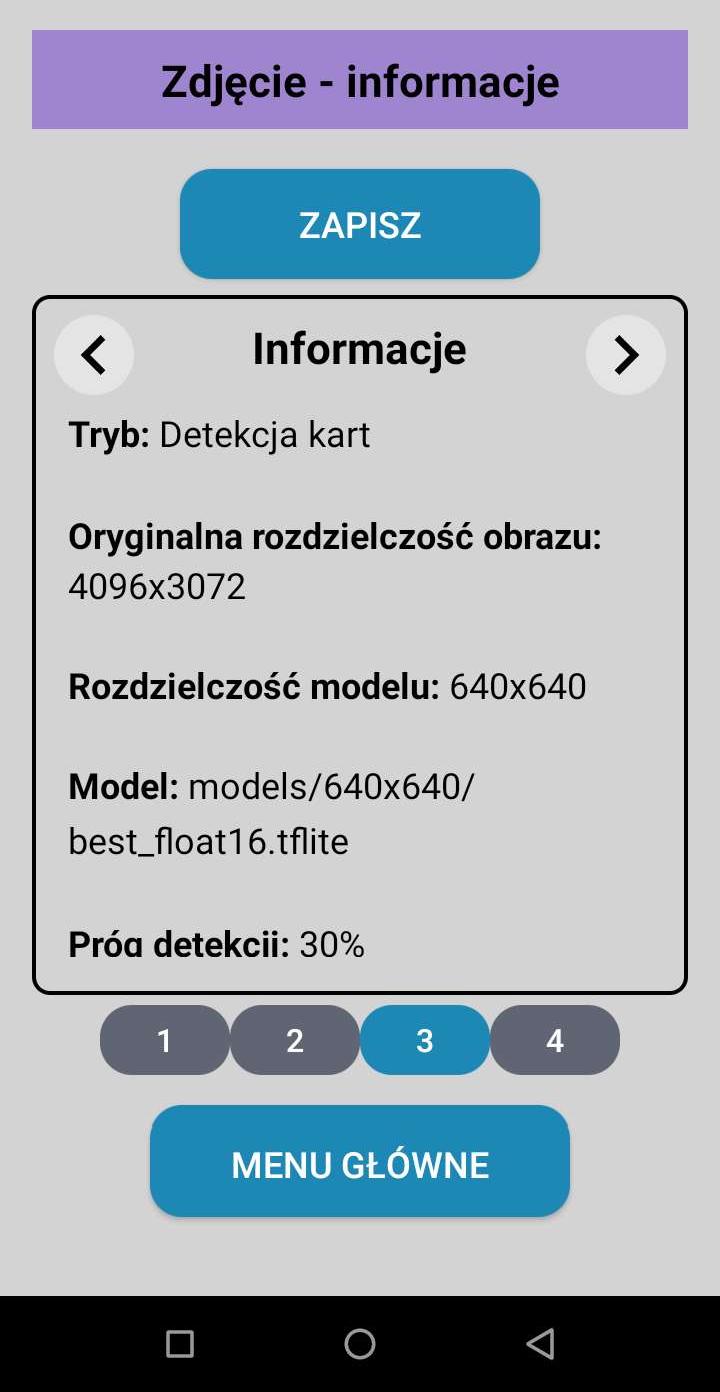 Zdjęcie - informacje
ZAPISZ
Informacje
Tryb: Detekcja kart
Oryginalna rozdzielczość obrazu:
4096x3072
Rozdzielczość modelu: 640x640
Model: models/640x640/
best_float16.tflite
Próg detekcji: 30%
1 2 3 4
MENU GŁÓWNE